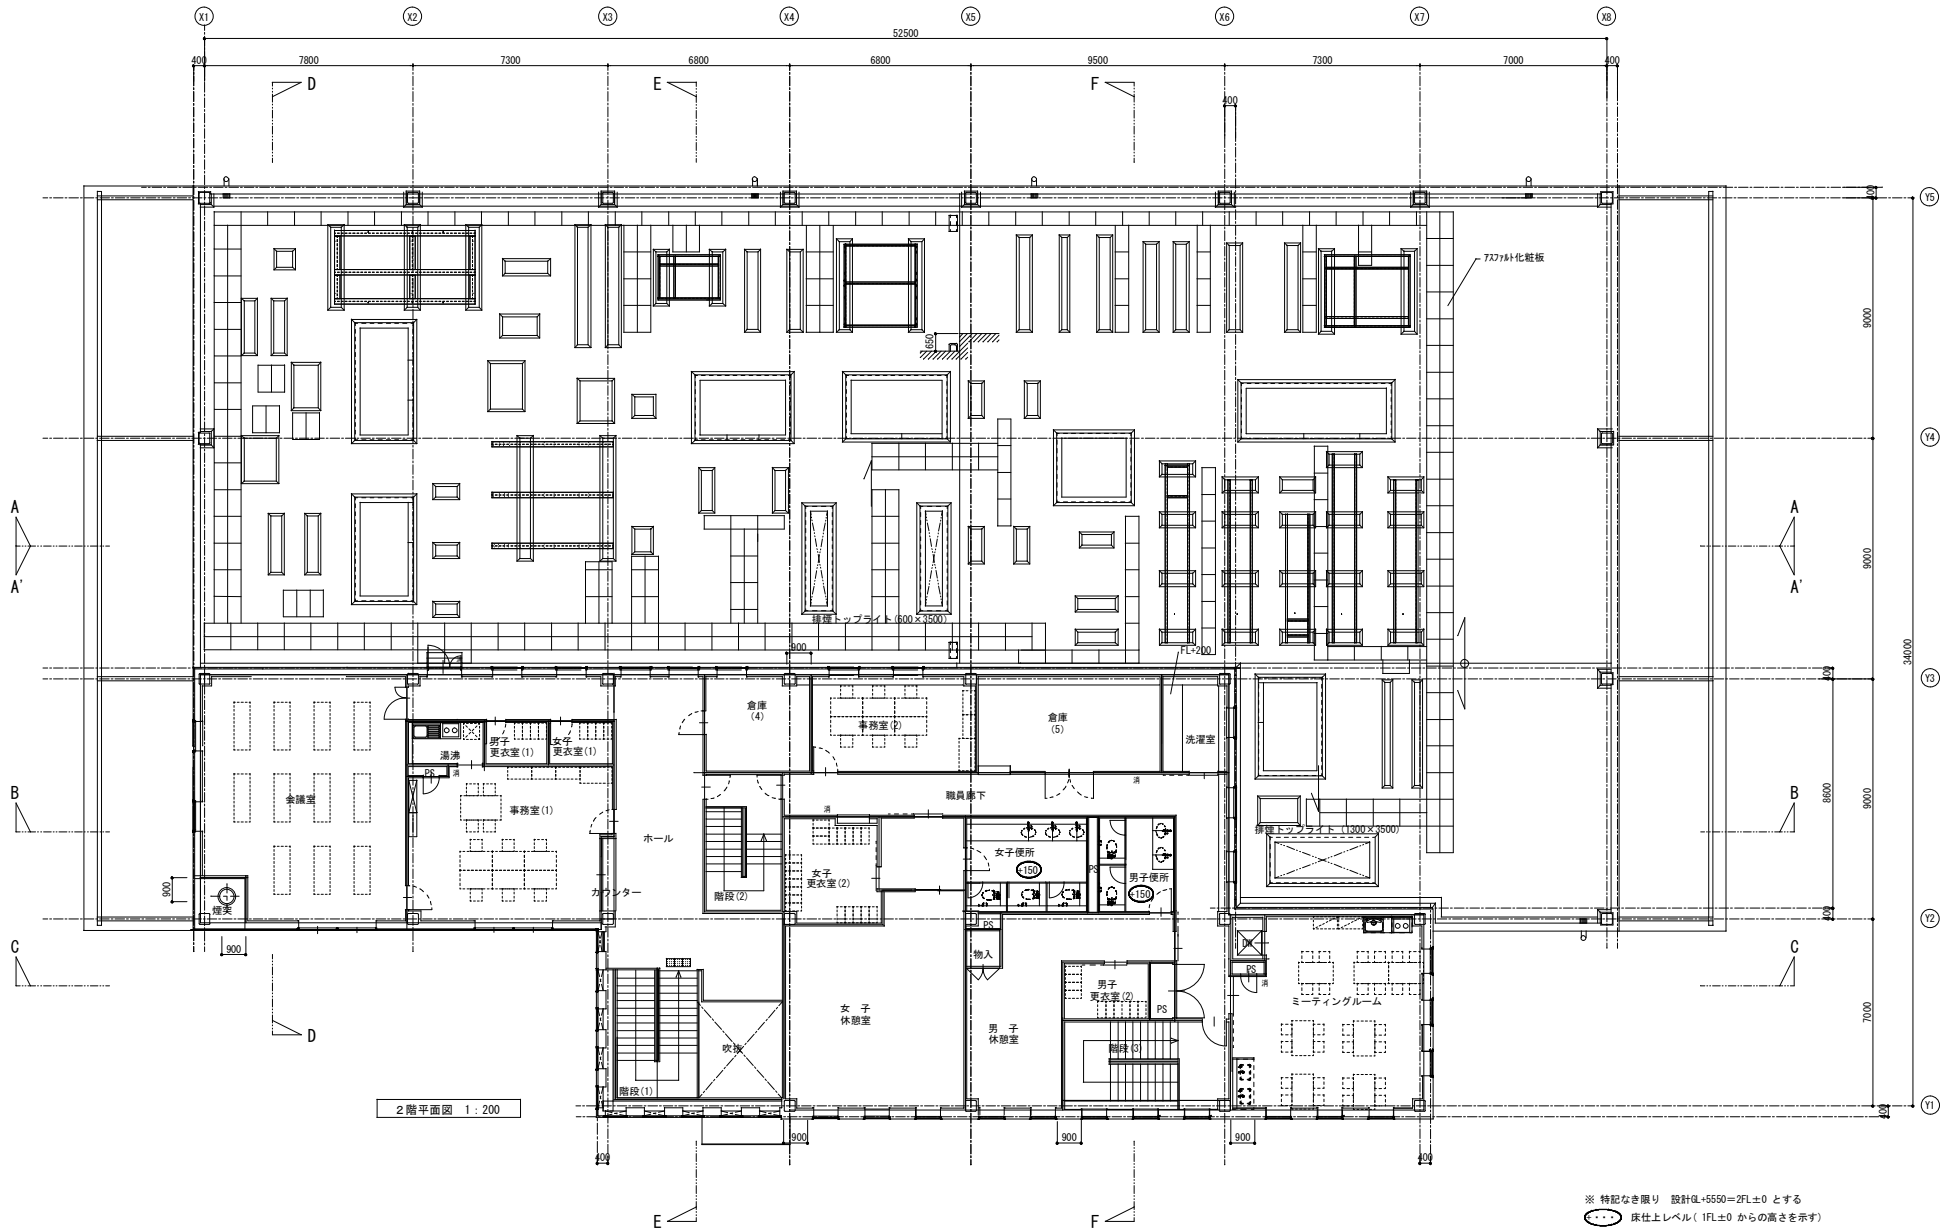 X1 X2 X3 X4 X5 X6 X7 X8
52500
400 7800 7300 6800 6800 9500 7300 7000 400
D E F
400
400 Y5
アスファルト化粧板
9000
650
Y4
34000
A A
9000
A' A'
排煙トップライト(600×3500)
900
FL+200
400 Y3
倉庫
(4)
事務室(2)
倉庫
(5)
洗濯室
湯沸
男子
更衣室(1)
女子
更衣室(1)
PS 消
消
職員廊下
B B
会議室
事務室(1)
8600 9000
消
ホール
排煙トップライト(1300×3500)
女子便所
+150
PS
男子便所
+150
女子
更衣室(2)
900
カウンター
階段(2)
煙突
400 Y2
PS
C C
900
DW
物入
PS
消
男子
更衣室(2)
PS
ミーティングルーム
女 子
休憩室
男 子
休憩室
7000
D
吹抜
階段(3)
階段(1)
2階平面図 1:200
400 Y1
900 900 900
400 400
E F
※ 特記なき限り 設計GL+5550=2FL±0 とする
+・・・ 床仕上レベル( 1FL±0 からの高さを示す)